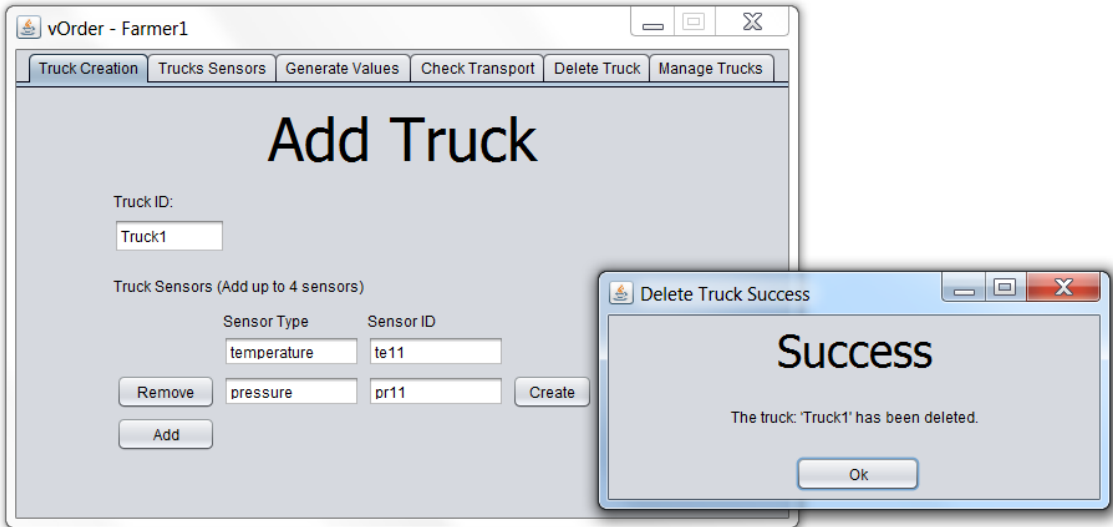 vOrder - Farmer1
Truck Creation Trucks Sensors Generate Values Check Transport Delete Truck Manage Trucks
Add Truck
Truck ID:
Truck1
Truck Sensors (Add up to 4 sensors)
Sensor Type Sensor ID
temperature te11
Remove pressure pr11 Create
Add
Delete Truck Success
Success
The truck: 'Truck1' has been deleted.
Ok